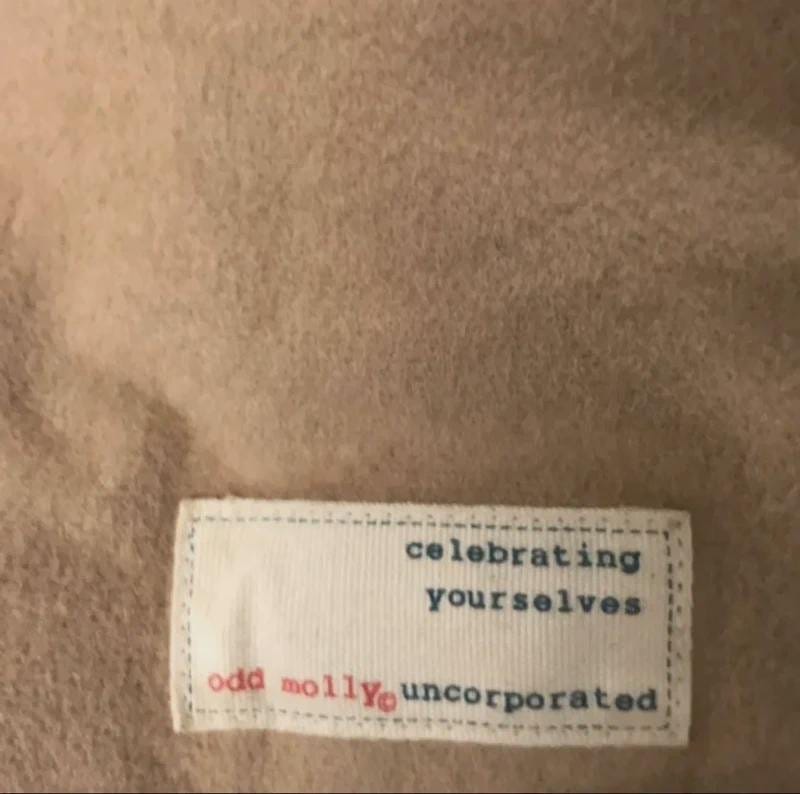 celebrating
yourselves
odd molly© uncorporated